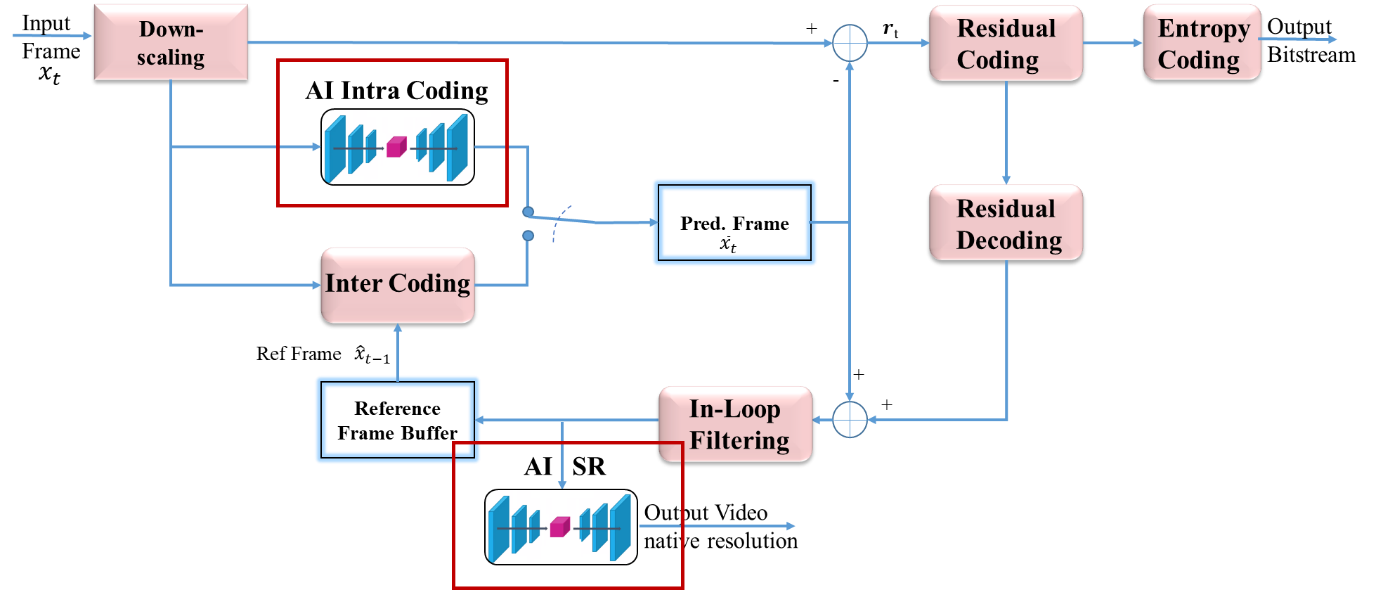 Input
Frame
x_t
Down-
scaling
+
r_t
Residual
Coding
Entropy
Coding
Output
Bitstream
-
AI Intra Coding
Pred. Frame
ẋ_t
Residual
Decoding
Inter Coding
Ref Frame x̂_{t−1}
+
+
Reference
Frame Buffer
In-Loop
Filtering
AI SR
Output Video
native resolution